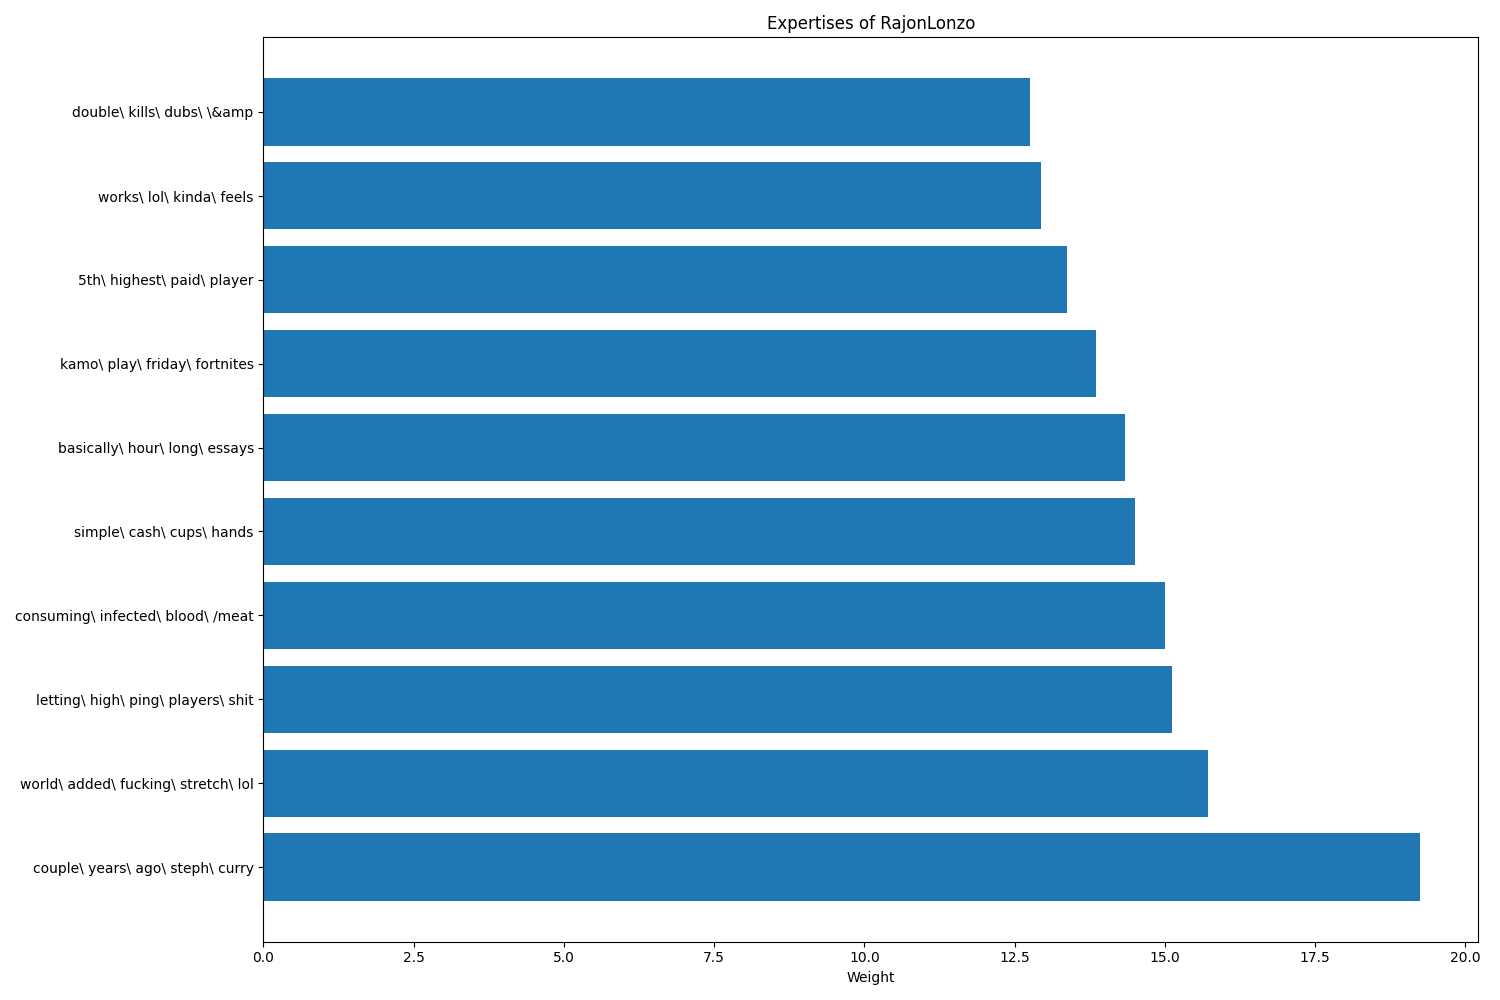 Expertises of RajonLonzo
double\ kills\ dubs\ \&amp
works\ lol\ kinda\ feels
5th\ highest\ paid\ player
kamo\ play\ friday\ fortnites
basically\ hour\ long\ essays
simple\ cash\ cups\ hands
consuming\ infected\ blood\ /meat
letting\ high\ ping\ players\ shit
world\ added\ fucking\ stretch\ lol
couple\ years\ ago\ steph\ curry
0.0 2.5 5.0 7.5 10.0 12.5 15.0 17.5 20.0
Weight